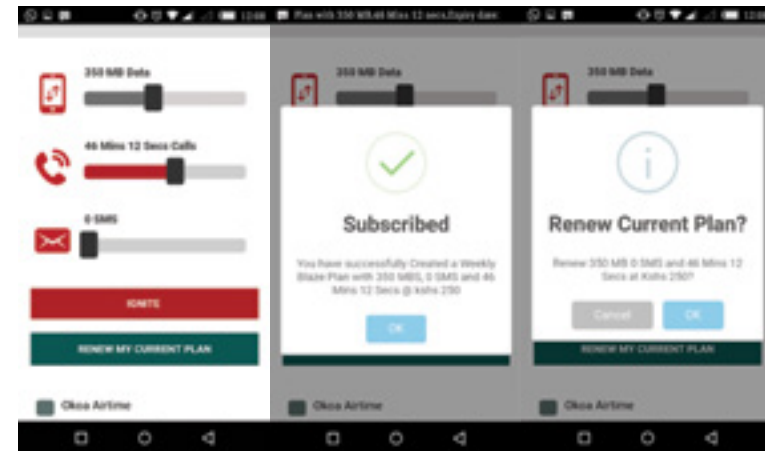 12:08
350 MB Data
46 Mins 12 Secs Calls
0 SMS
IGNITE
RENEW MY CURRENT PLAN
Okoa Airtime
Plan with 350 MB,46 Mins 12 secs,Expiry date:
350 MB Data
Subscribed
You have successfully Created a Weekly
Blaze Plan with 350 MBS, 0 SMS and 46
Mins 12 Secs @ kshs 250
OK
Okoa Airtime
350 MB Data
Renew Current Plan?
Renew 350 MB 0 SMS and 46 Mins 12
Secs at Kshs 250?
Cancel
OK
RENEW MY CURRENT PLAN
Okoa Airtime